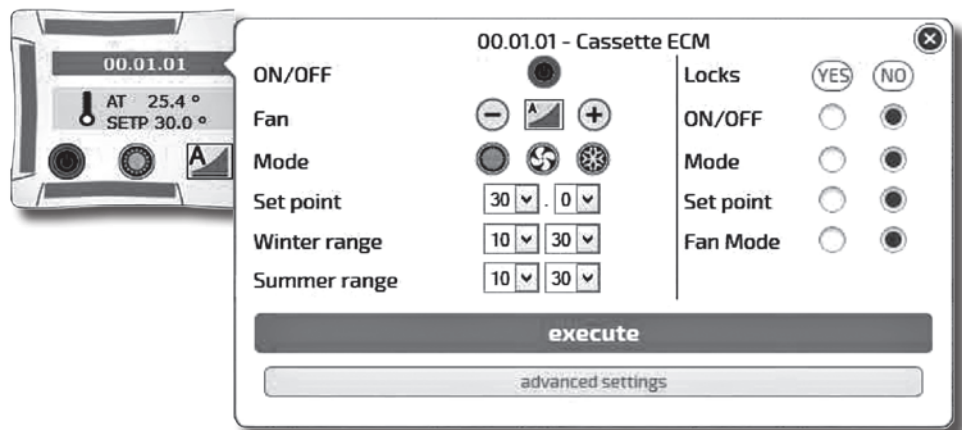 00.01.01
AT 25.4 °
SETP 30.0 °
A
00.01.01 - Cassette ECM
ON/OFF
Fan
A
Mode
Set point
30 . 0
Winter range
10 30
Summer range
10 30
Locks YES NO
ON/OFF
Mode
Set point
Fan Mode
execute
advanced settings